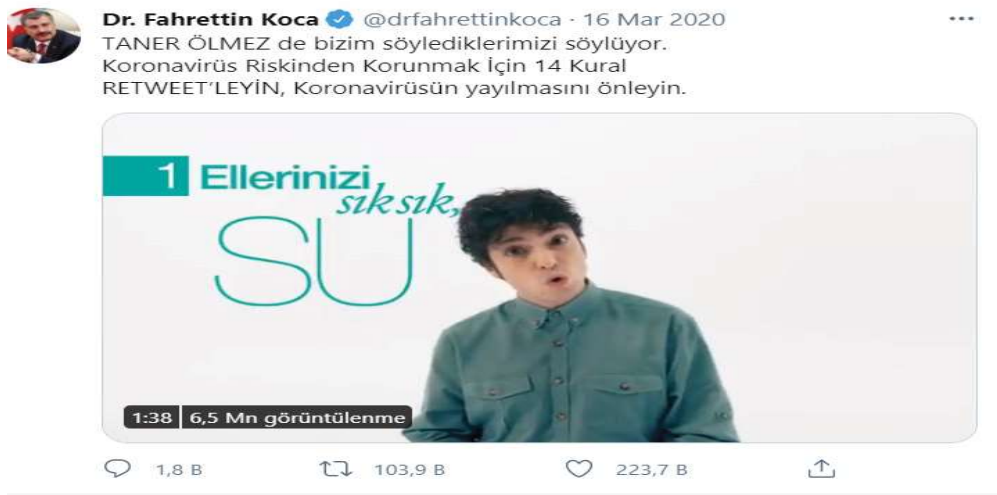 Dr. Fahrettin Koca @drfahrettinkoca · 16 Mar 2020
TANER ÖLMEZ de bizim söylediklerimizi söylüyor.
Koronavirüs Riskinden Korunmak İçin 14 Kural
RETWEET'LEYİN, Koronavirüsün yayılmasını önleyin.
1 Ellerinizi
sık sık,
SU
1:38 6,5 Mn görüntülenme
1,8 B 103,9 B 223,7 B